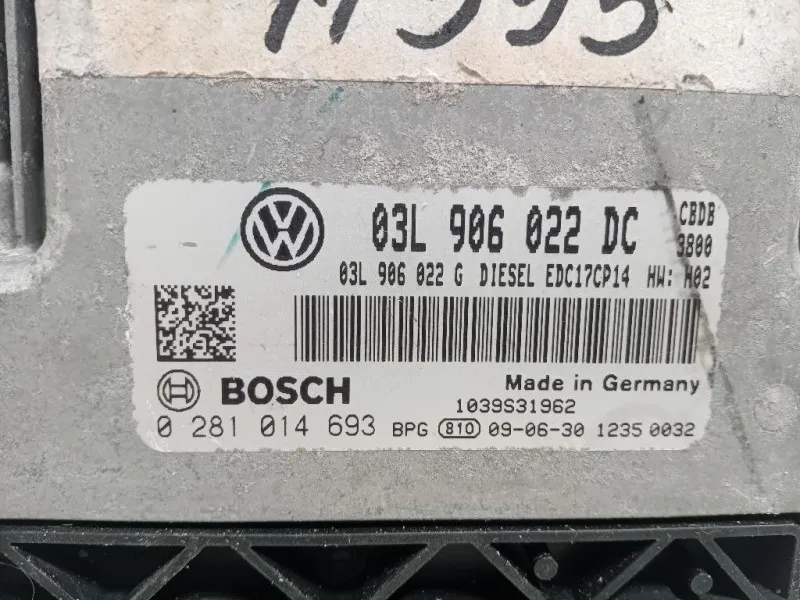 03L 906 022 DC CBDB
3800
03L 906 022 G DIESEL EDC17CP14 HW: H02
BOSCH Made in Germany
1039S31962
0 281 014 693 BPG 810 09-06-30 1235 0032